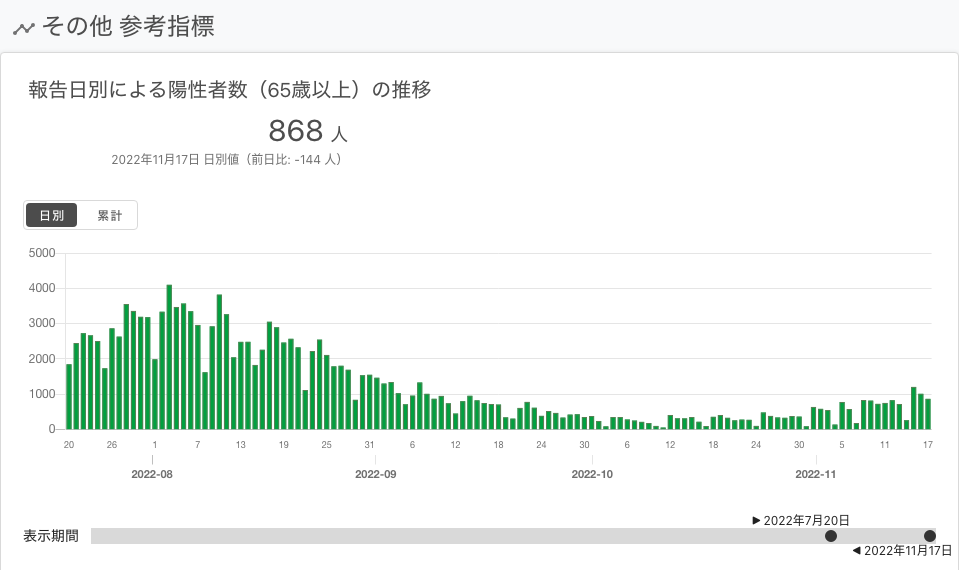 その他 参考指標
報告日別による陽性者数（65歳以上）の推移
868 人
2022年11月17日 日別値（前日比: -144 人）
日別 累計
5000
4000
3000
2000
1000
0
20 26 1 7 13 19 25 31 6 12 18 24 30 6 12 18 24 30 5 11 17
2022-08 2022-09 2022-10 2022-11
2022年7月20日
表示期間
2022年11月17日